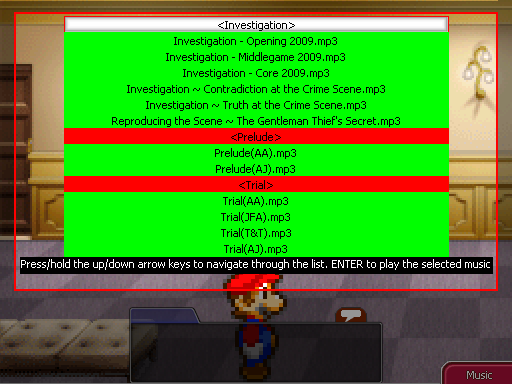 <Investigation>
Investigation - Opening 2009.mp3
Investigation - Middlegame 2009.mp3
Investigation - Core 2009.mp3
Investigation ~ Contradiction at the Crime Scene.mp3
Investigation ~ Truth at the Crime Scene.mp3
Reproducing the Scene ~ The Gentleman Thief's Secret.mp3
<Prelude>
Prelude(AA).mp3
Prelude(AJ).mp3
<Trial>
Trial(AA).mp3
Trial(JFA).mp3
Trial(T&T).mp3
Trial(AJ).mp3
Press/hold the up/down arrow keys to navigate through the list. ENTER to play the selected music
Music